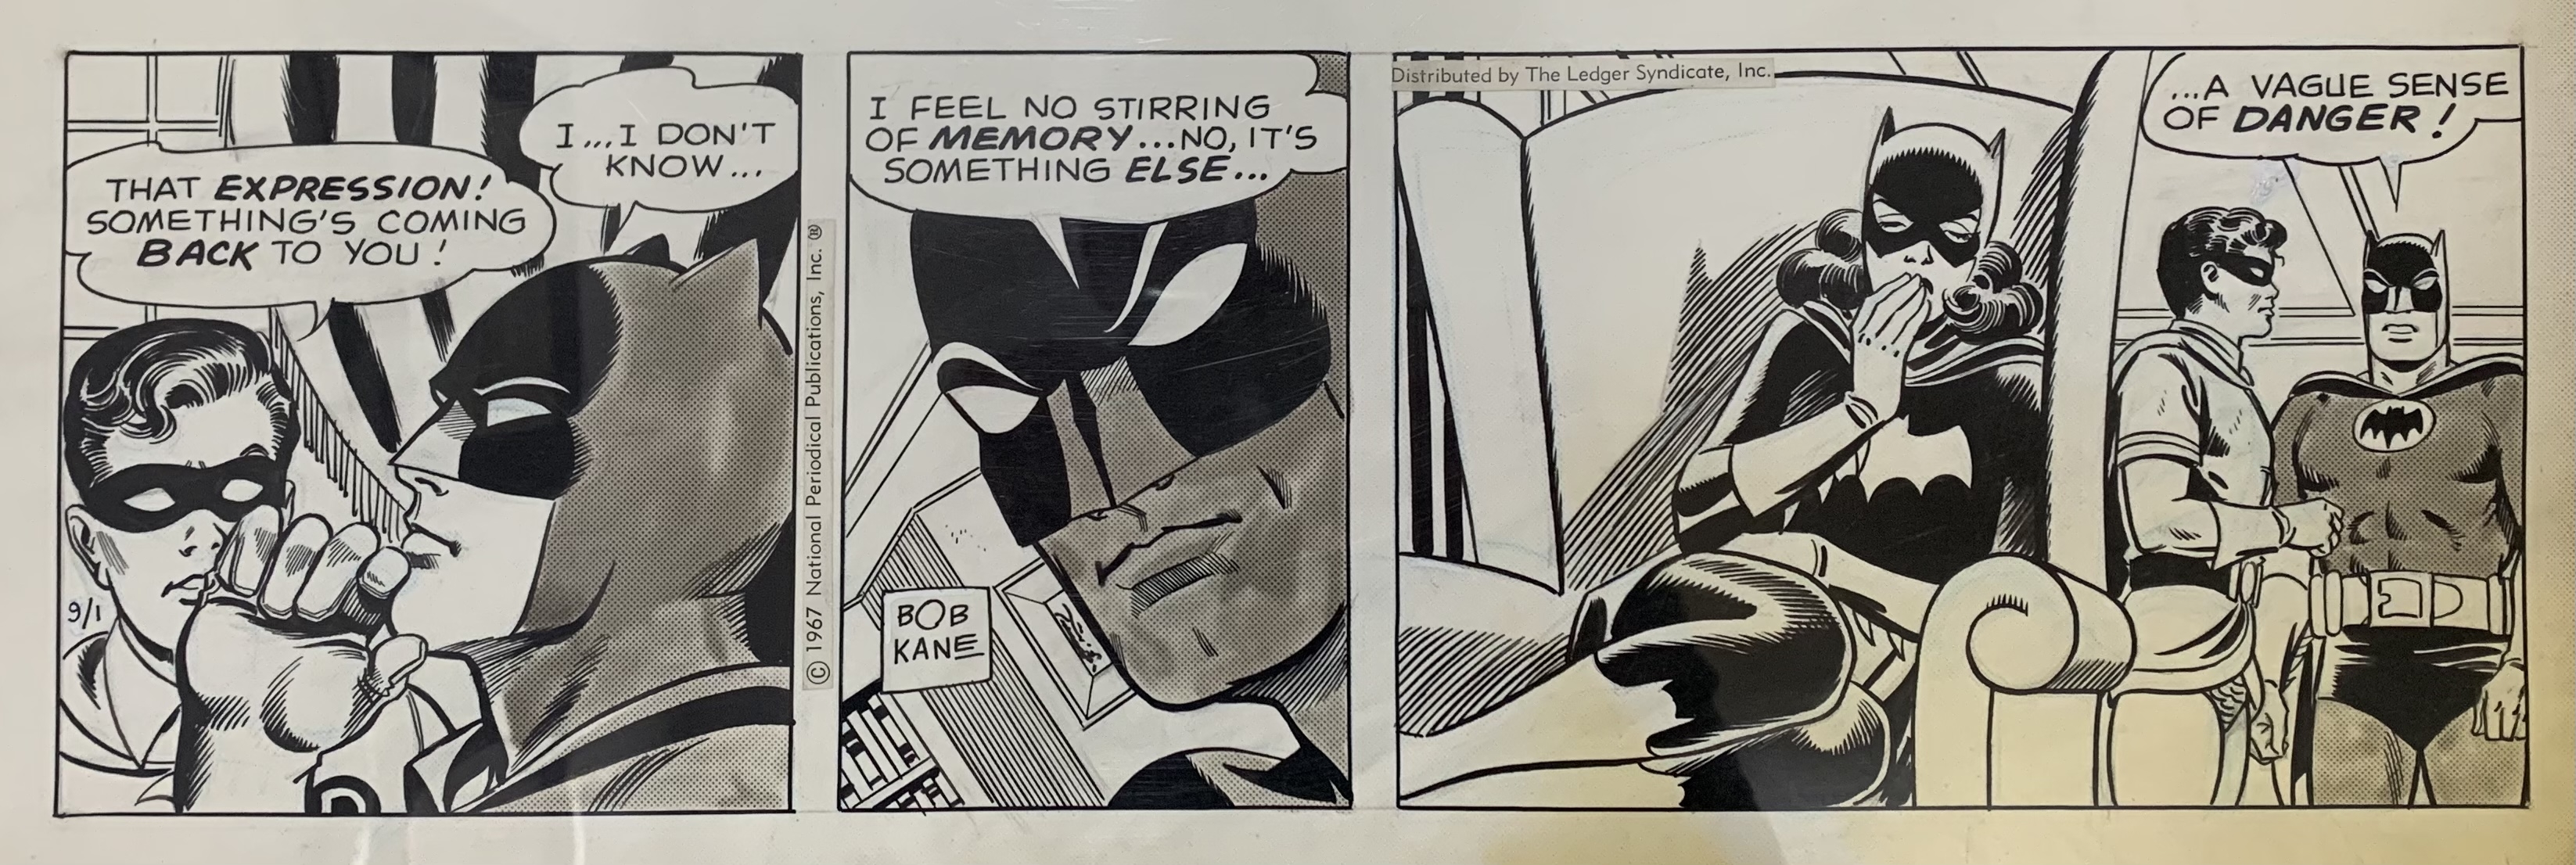 THAT EXPRESSION!
SOMETHING'S COMING
BACK TO YOU!
I...I DON'T
KNOW...
9/1
© 1967 National Periodical Publications, Inc. ®
I FEEL NO STIRRING
OF MEMORY...NO, IT'S
SOMETHING ELSE...
BOB
KANE
Distributed by The Ledger Syndicate, Inc.
...A VAGUE SENSE
OF DANGER!